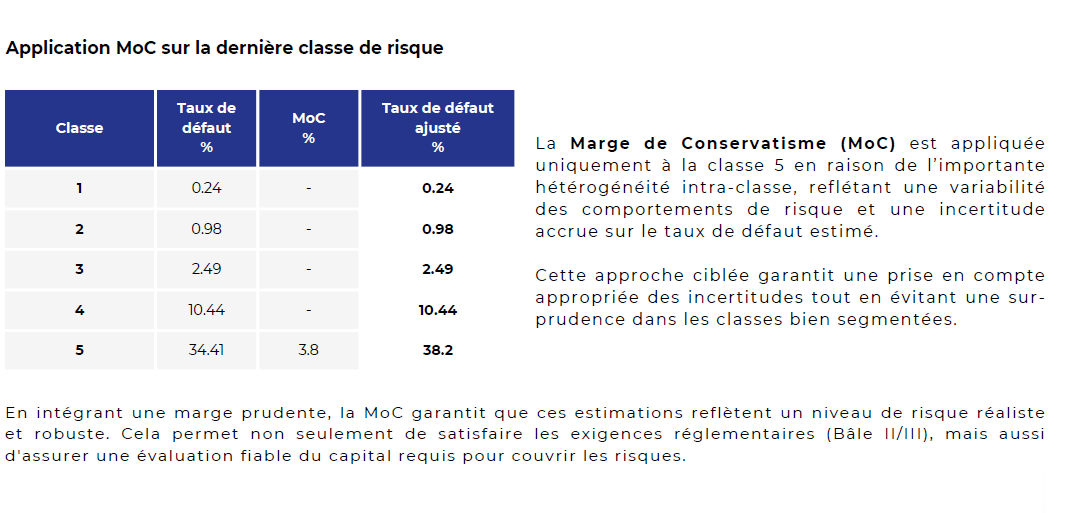 Application MoC sur la dernière classe de risque
Classe
Taux de
défaut
%
MoC
%
Taux de défaut
ajusté
%
1 0.24 - 0.24
2 0.98 - 0.98
3 2.49 - 2.49
4 10.44 - 10.44
5 34.41 3.8 38.2
La Marge de Conservatisme (MoC) est appliquée
uniquement à la classe 5 en raison de l’importante
hétérogénéité intra-classe, reflétant une variabilité
des comportements de risque et une incertitude
accrue sur le taux de défaut estimé.
Cette approche ciblée garantit une prise en compte
appropriée des incertitudes tout en évitant une sur-
prudence dans les classes bien segmentées.
En intégrant une marge prudente, la MoC garantit que ces estimations reflètent un niveau de risque réaliste
et robuste. Cela permet non seulement de satisfaire les exigences réglementaires (Bâle II/III), mais aussi
d'assurer une évaluation fiable du capital requis pour couvrir les risques.